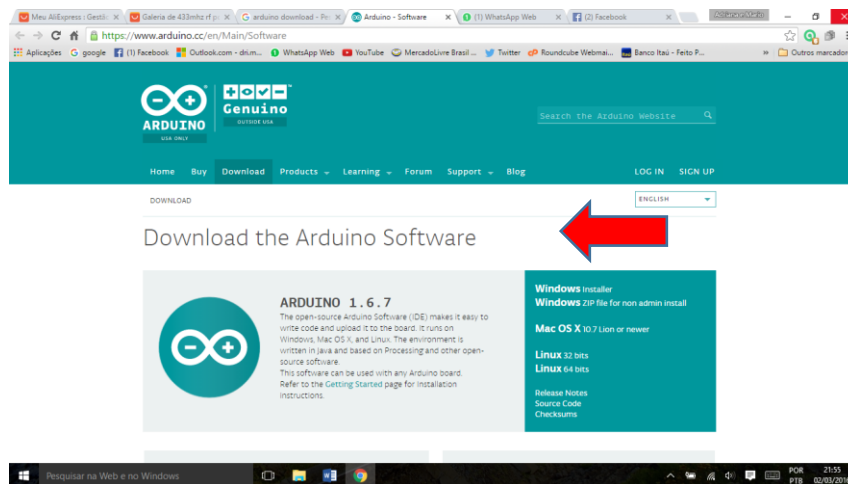 Meu AliExpress : Gestã
Galeria de 433mhz rf p
arduino download - Pes
Arduino - Software
(1) WhatsApp Web
(2) Facebook
https://www.arduino.cc/en/Main/Software
Aplicações
G google
(1) Facebook
Outlook.com - dri.m...
WhatsApp Web
YouTube
MercadoLivre Brasil ...
Twitter
Roundcube Webmai...
Banco Itaú - Feito P...
Outros marcador
ARDUINO
USA ONLY
Genuino
OUTSIDE USA
Search the Arduino Website
Home Buy Download Products Learning Forum Support Blog
LOG IN SIGN UP
DOWNLOAD
ENGLISH
Download the Arduino Software
ARDUINO 1.6.7
The open-source Arduino Software (IDE) makes it easy to
write code and upload it to the board. It runs on
Windows, Mac OS X, and Linux. The environment is
written in Java and based on Processing and other open-
source software.
This software can be used with any Arduino board.
Refer to the Getting Started page for Installation
instructions.
Windows Installer
Windows ZIP file for non admin install
Mac OS X 10.7 Lion or newer
Linux 32 bits
Linux 64 bits
Release Notes
Source Code
Checksums
Pesquisar na Web e no Windows
POR
PTB
21:55
02/03/2016